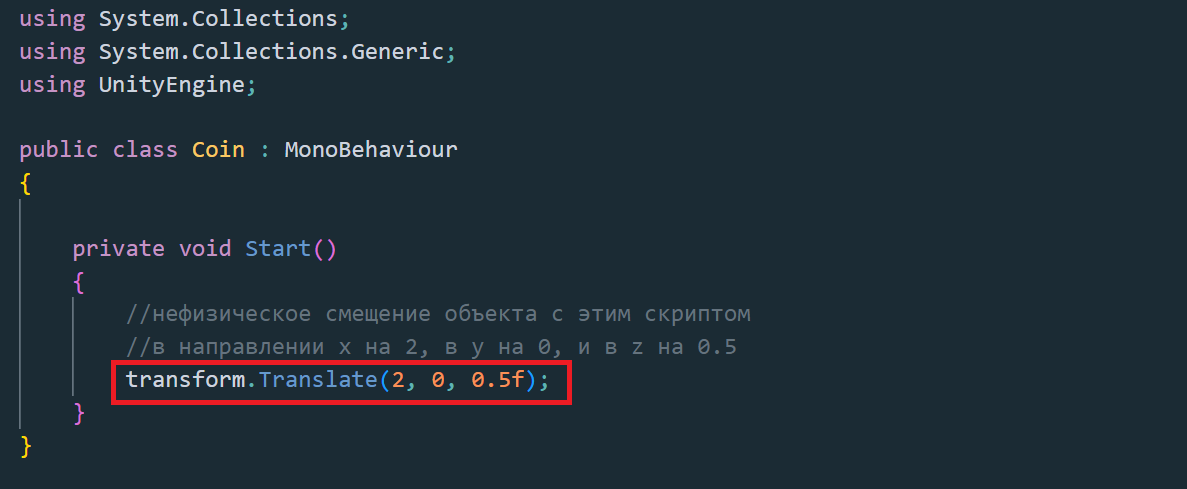 using System.Collections;
using System.Collections.Generic;
using UnityEngine;
public class Coin : MonoBehaviour
{
private void Start()
{
//нефизическое смещение объекта с этим скриптом
//в направлении x на 2, в y на 0, и в z на 0.5
transform.Translate(2, 0, 0.5f);
}
}